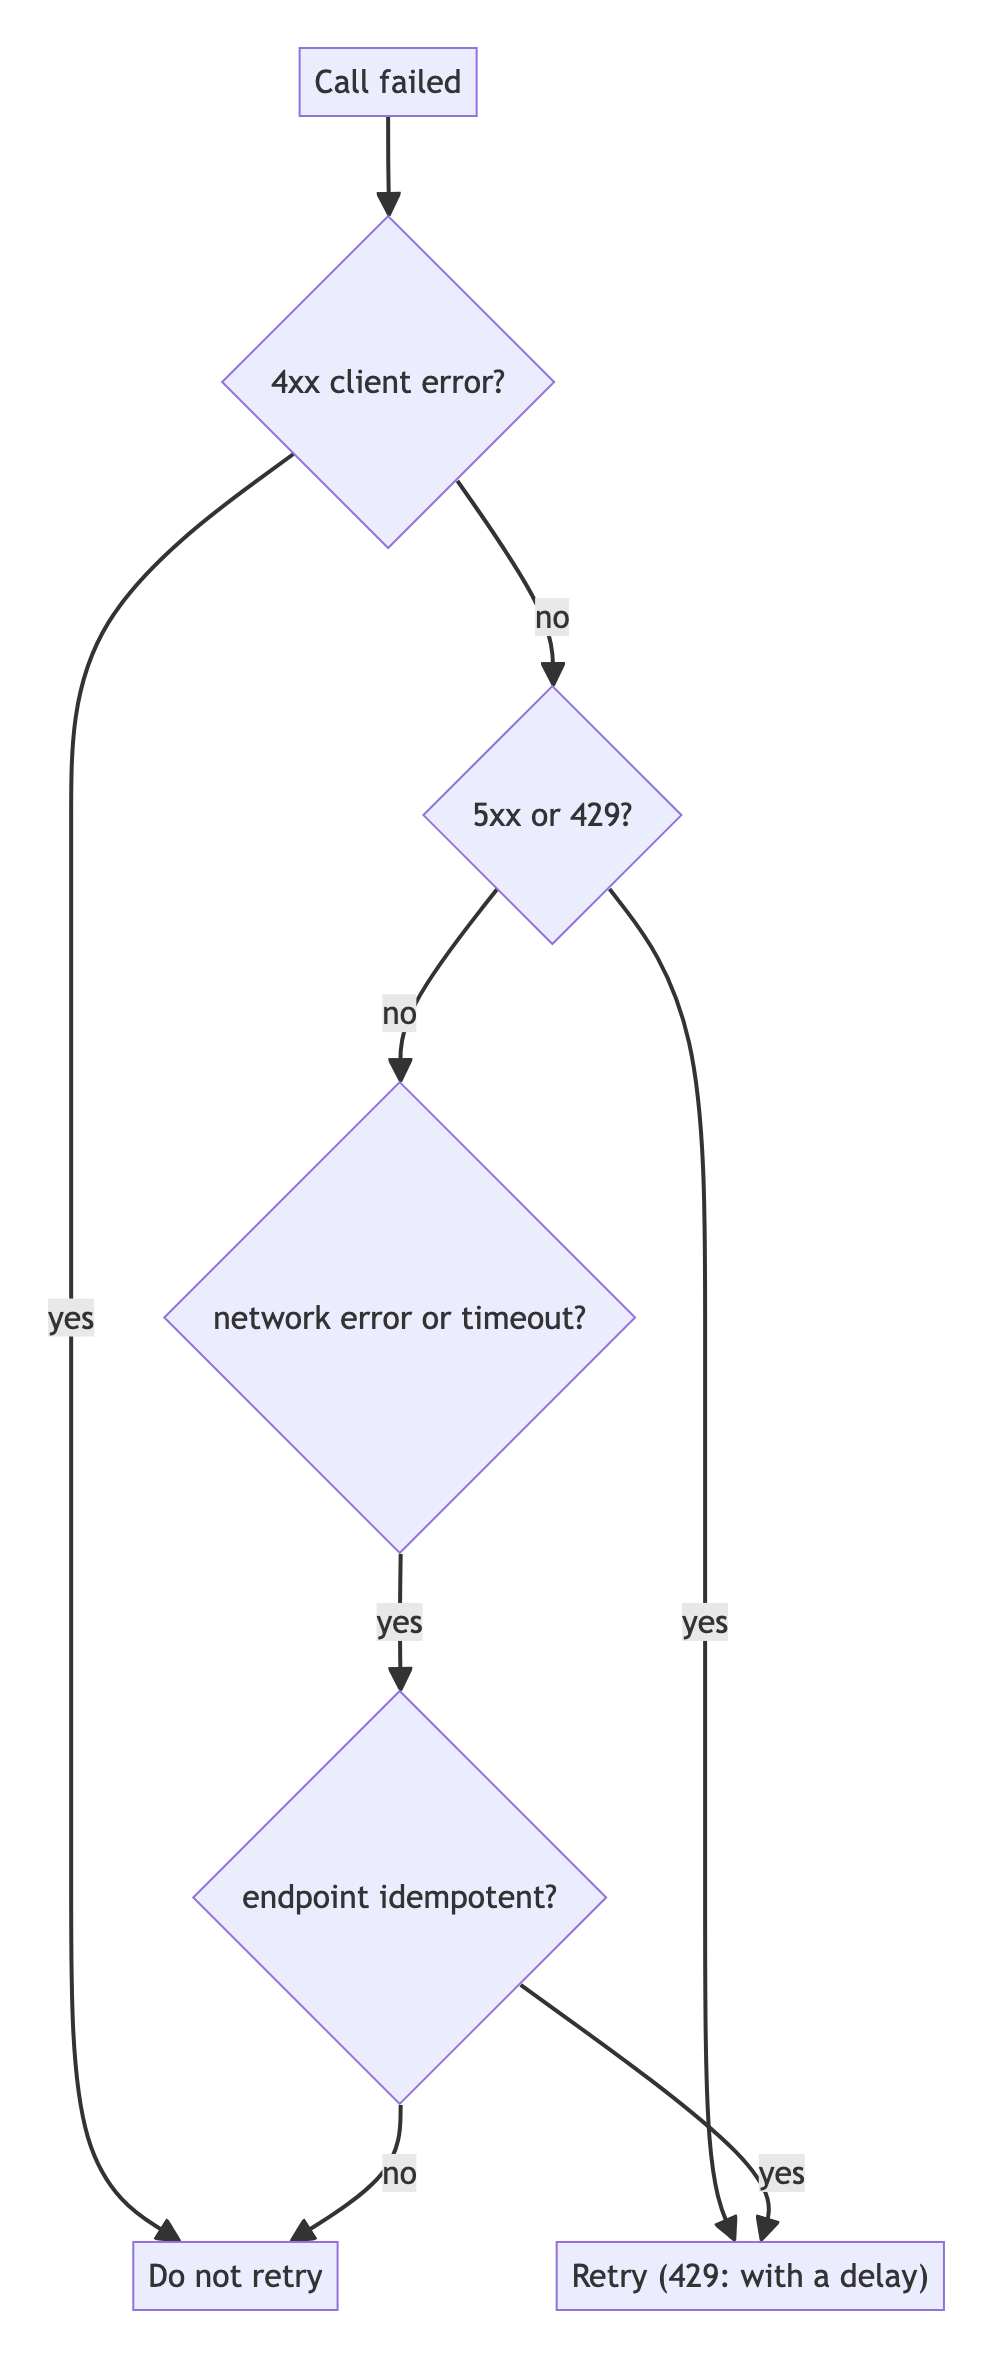 Call failed
4xx client error?
no
5xx or 429?
no
network error or timeout?
yes
yes
yes
endpoint idempotent?
no
yes
Do not retry
Retry (429: with a delay)